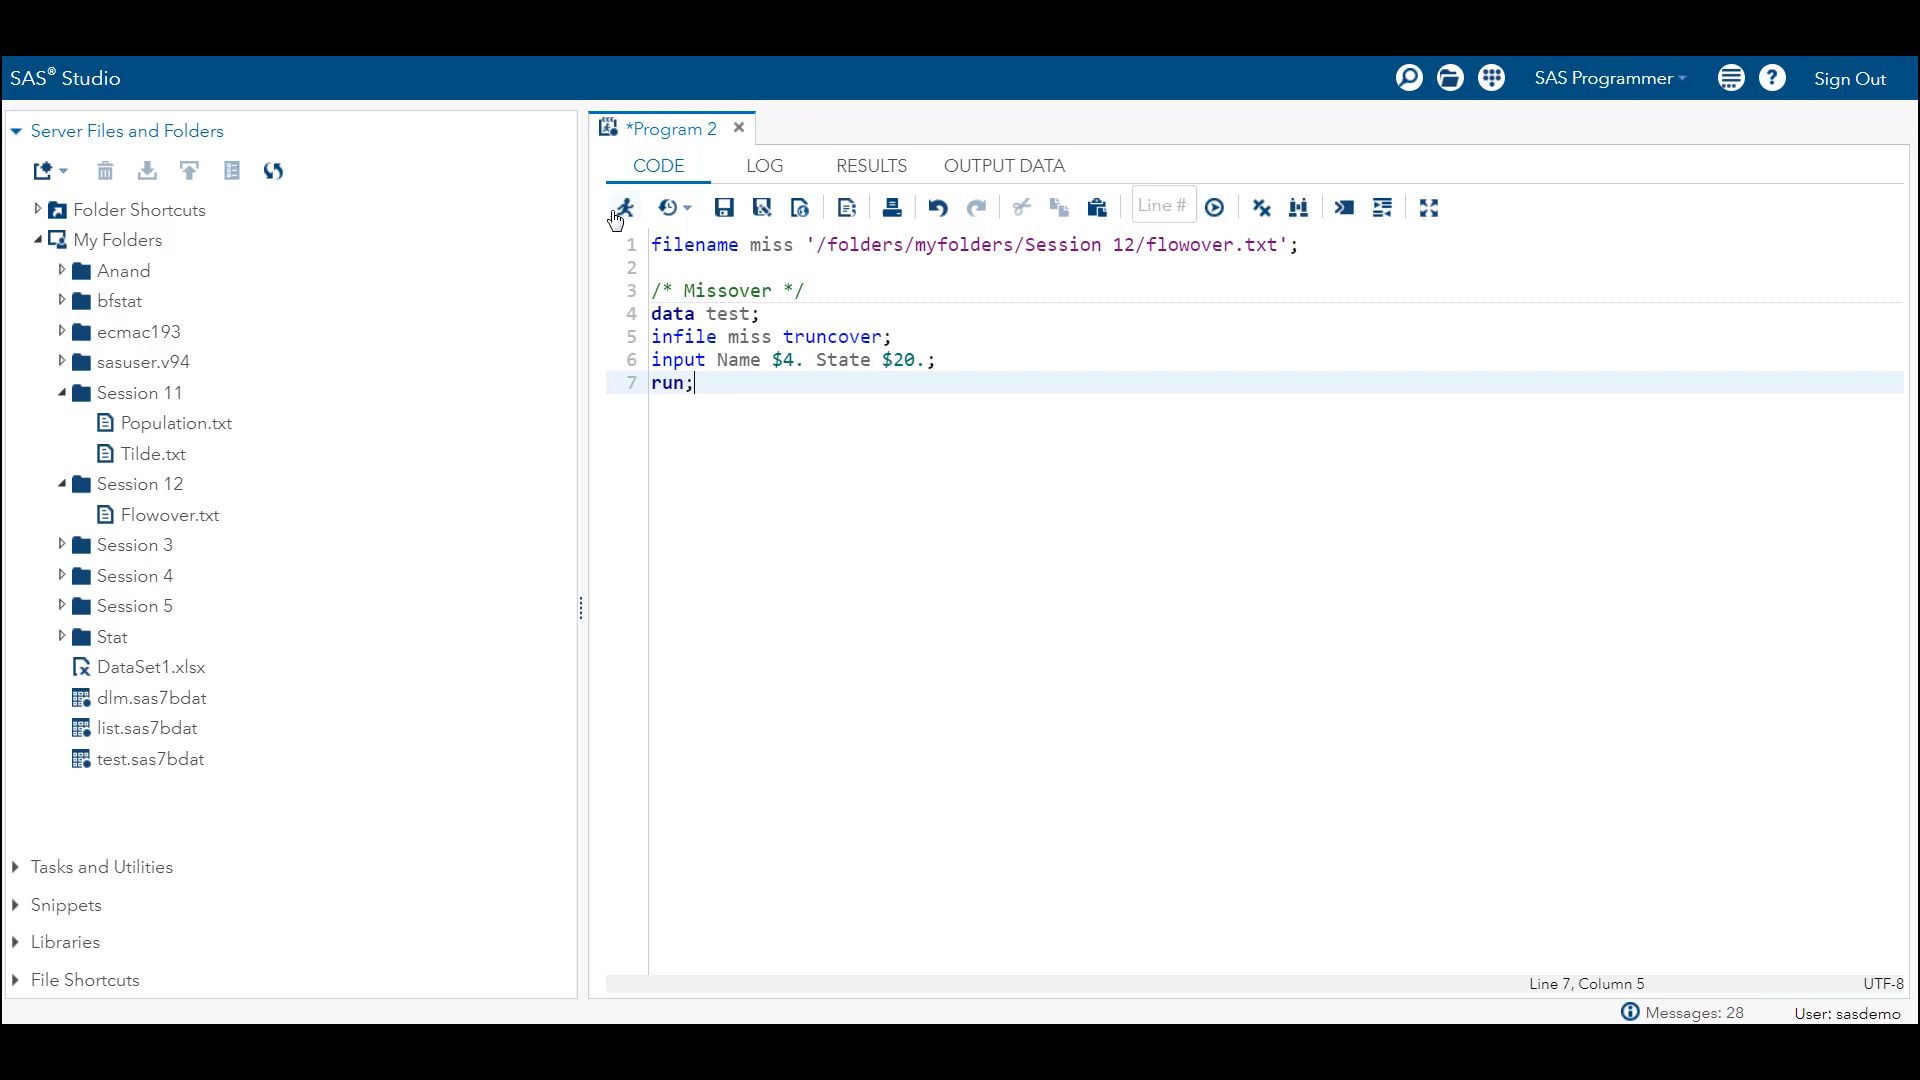 SAS® Studio
SAS Programmer
Sign Out
Server Files and Folders
Folder Shortcuts
My Folders
Anand
bfstat
ecmac193
sasuser.v94
Session 11
Population.txt
Tilde.txt
Session 12
Flowover.txt
Session 3
Session 4
Session 5
Stat
DataSet1.xlsx
dlm.sas7bdat
list.sas7bdat
test.sas7bdat
Tasks and Utilities
Snippets
Libraries
File Shortcuts
*Program 2
CODE LOG RESULTS OUTPUT DATA
Line #
1 filename miss '/folders/myfolders/Session 12/flowover.txt';
2
3 /* Missover */
4 data test;
5 infile miss truncover;
6 input Name $4. State $20.;
7 run;
Line 7, Column 5
UTF-8
Messages: 28
User: sasdemo